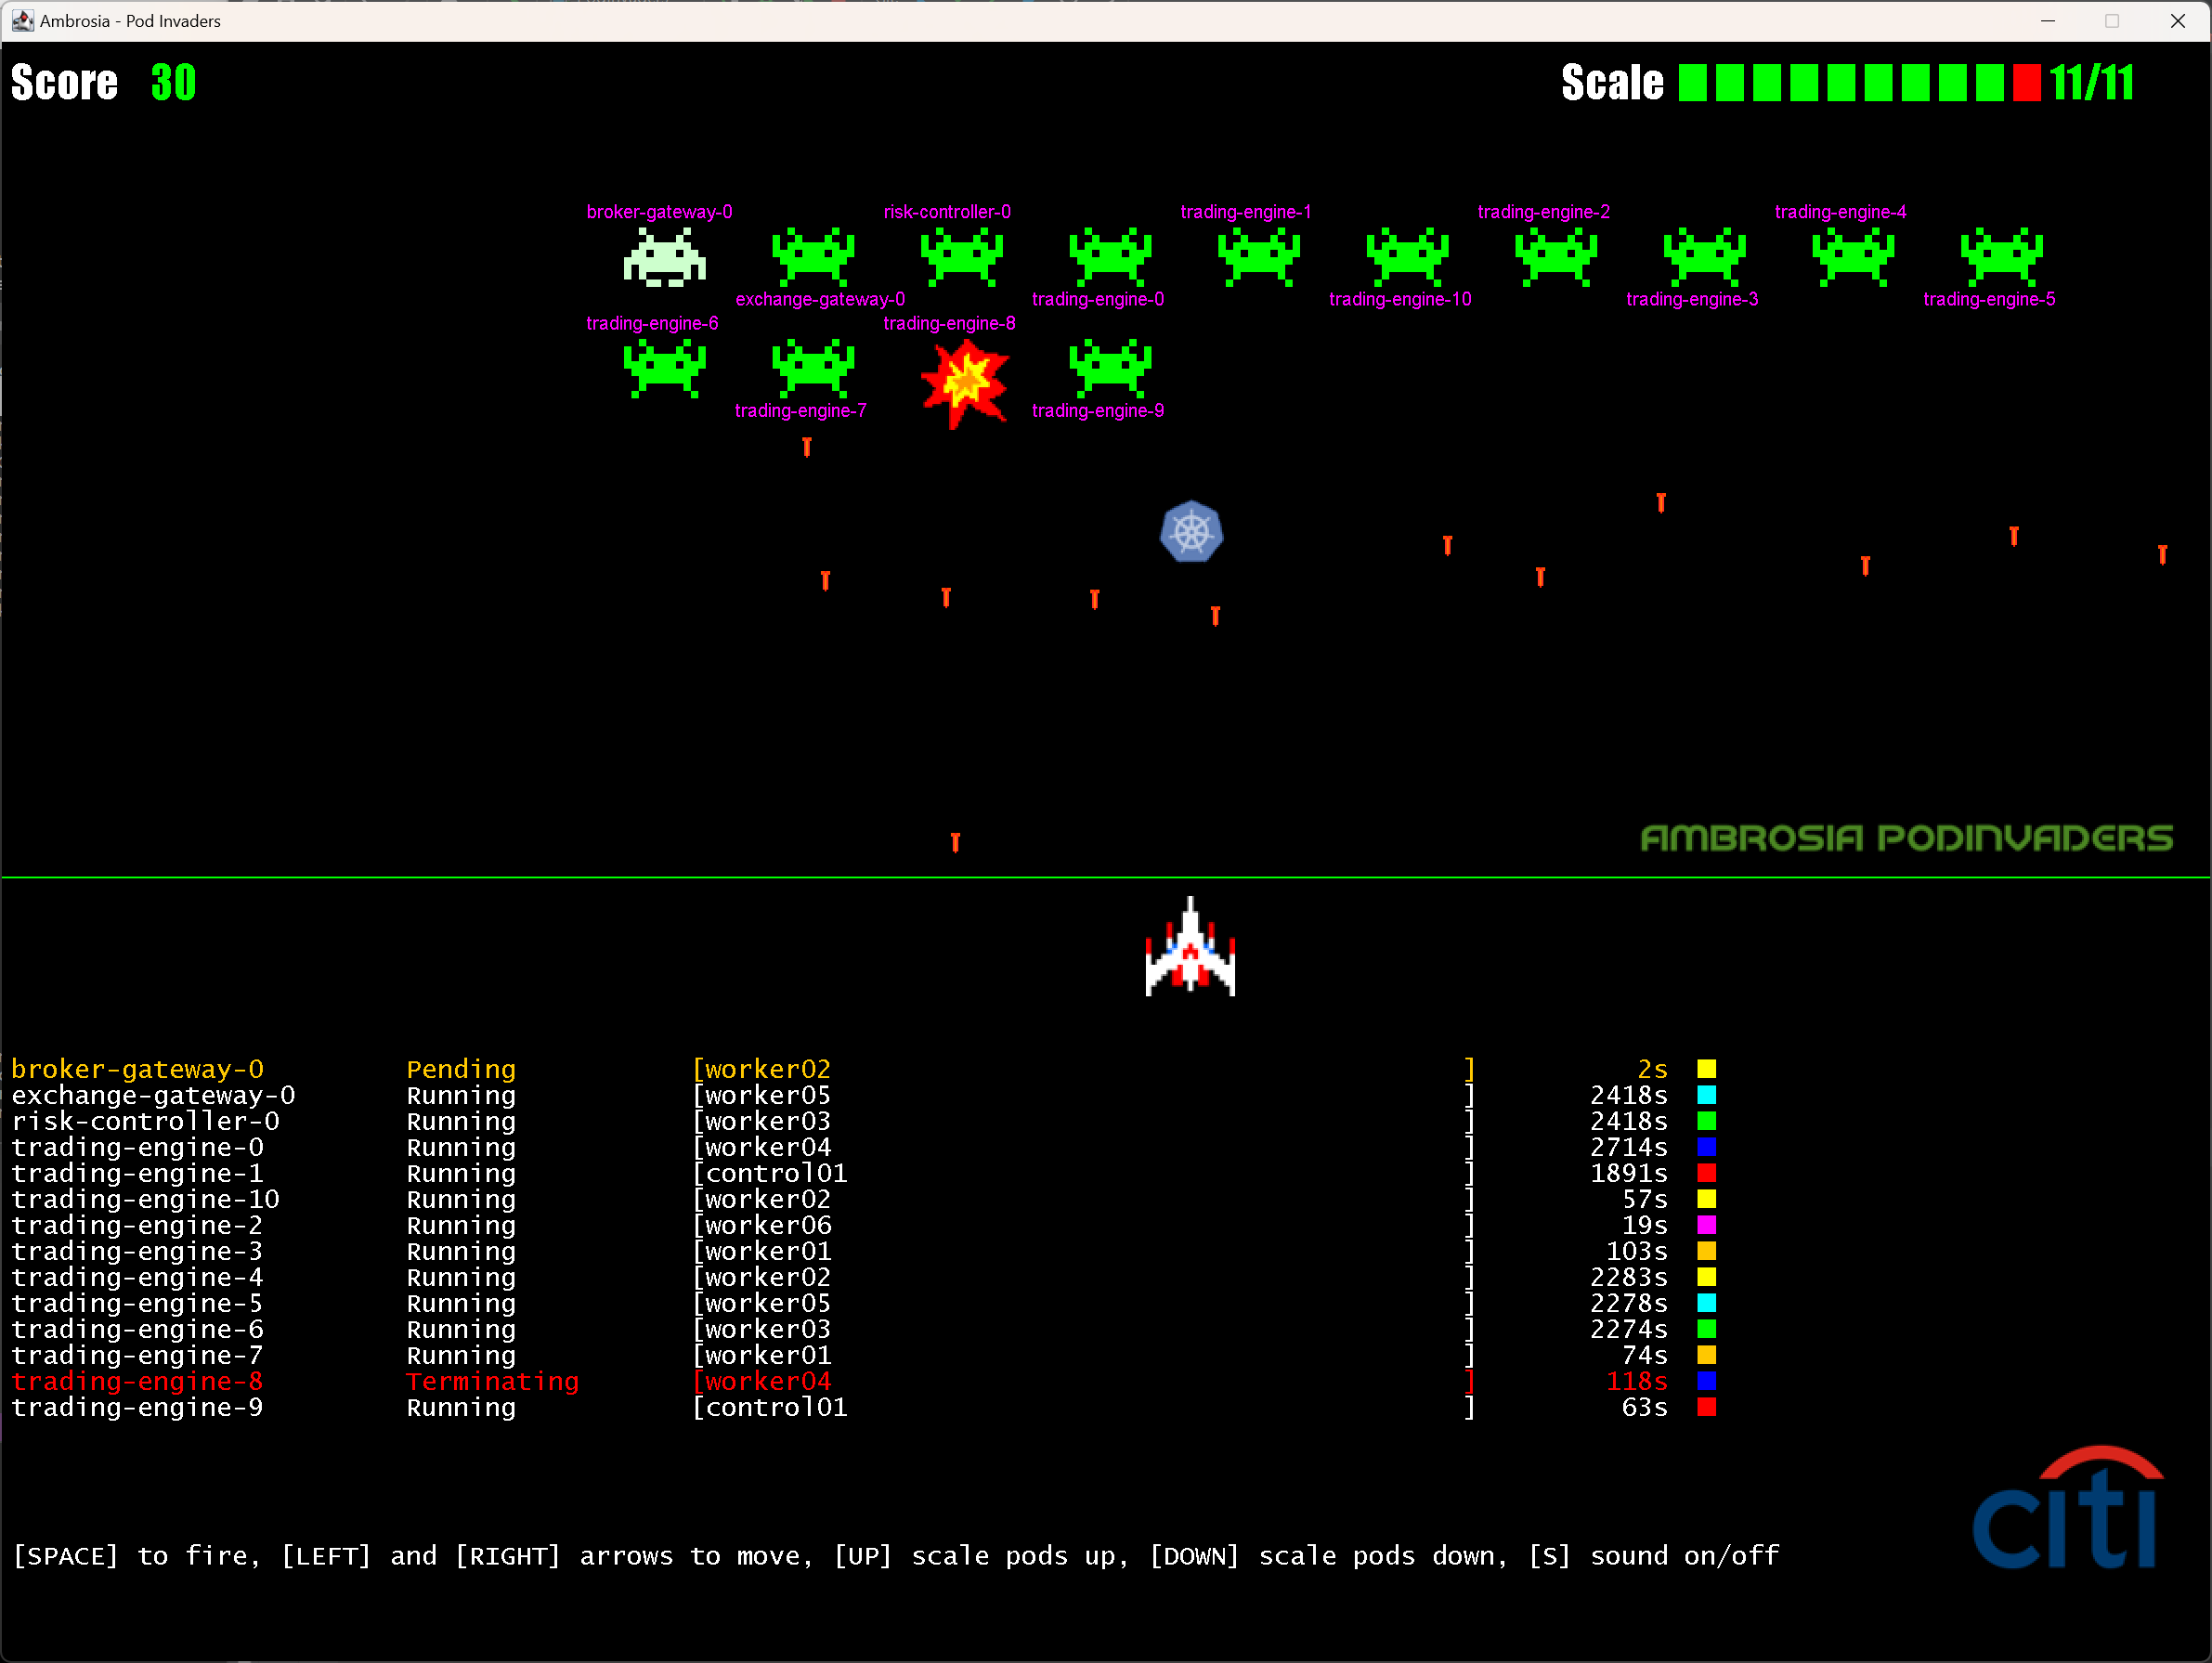 Ambrosia - Pod Invaders
Score 30 Scale 11/11
broker-gateway-0 risk-controller-0 trading-engine-1 trading-engine-2 trading-engine-4
exchange-gateway-0 trading-engine-0 trading-engine-10 trading-engine-3 trading-engine-5
trading-engine-6 trading-engine-8
trading-engine-7 trading-engine-9
AMBROSIA PODINVADERS
broker-gateway-0 Pending [worker02 ] 2s
exchange-gateway-0 Running [worker05 ] 2418s
risk-controller-0 Running [worker03 ] 2418s
trading-engine-0 Running [worker04 ] 2714s
trading-engine-1 Running [control01 ] 1891s
trading-engine-10 Running [worker02 ] 57s
trading-engine-2 Running [worker06 ] 19s
trading-engine-3 Running [worker01 ] 103s
trading-engine-4 Running [worker02 ] 2283s
trading-engine-5 Running [worker05 ] 2278s
trading-engine-6 Running [worker03 ] 2274s
trading-engine-7 Running [worker01 ] 74s
trading-engine-8 Terminating [worker04 ] 118s
trading-engine-9 Running [control01 ] 63s
citi
[SPACE] to fire, [LEFT] and [RIGHT] arrows to move, [UP] scale pods up, [DOWN] scale pods down, [S] sound on/off